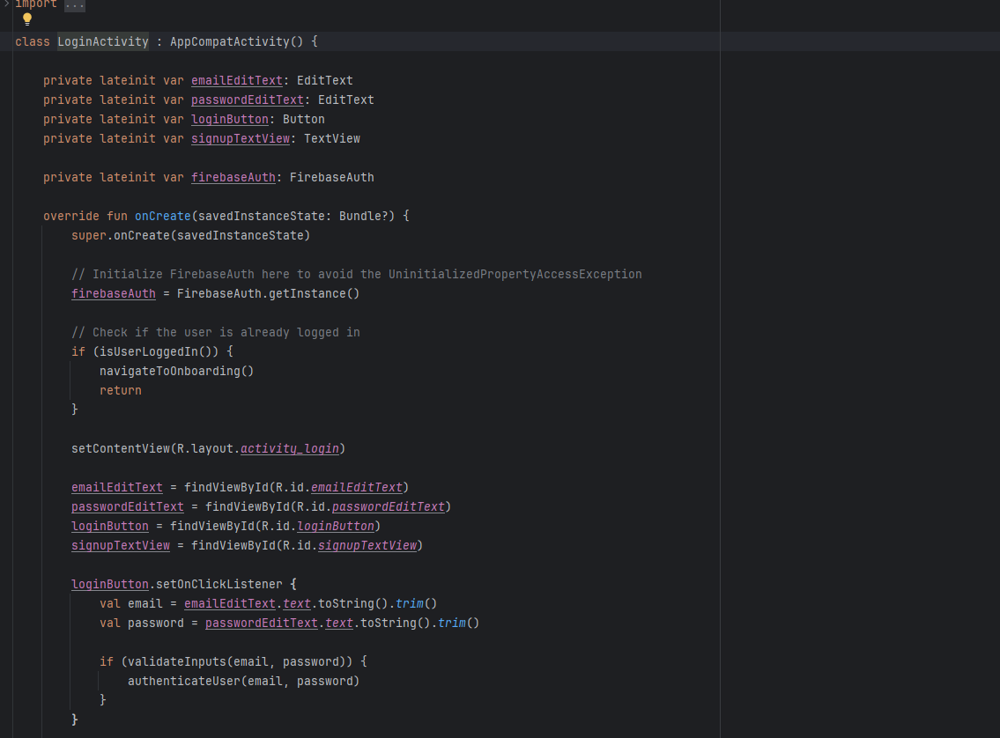 import ...
class LoginActivity : AppCompatActivity() {
private lateinit var emailEditText: EditText
private lateinit var passwordEditText: EditText
private lateinit var loginButton: Button
private lateinit var signupTextView: TextView
private lateinit var firebaseAuth: FirebaseAuth
override fun onCreate(savedInstanceState: Bundle?) {
super.onCreate(savedInstanceState)
// Initialize FirebaseAuth here to avoid the UninitializedPropertyAccessException
firebaseAuth = FirebaseAuth.getInstance()
// Check if the user is already logged in
if (isUserLoggedIn()) {
navigateToOnboarding()
return
}
setContentView(R.layout.activity_login)
emailEditText = findViewById(R.id.emailEditText)
passwordEditText = findViewById(R.id.passwordEditText)
loginButton = findViewById(R.id.loginButton)
signupTextView = findViewById(R.id.signupTextView)
loginButton.setOnClickListener {
val email = emailEditText.text.toString().trim()
val password = passwordEditText.text.toString().trim()
if (validateInputs(email, password)) {
authenticateUser(email, password)
}
}